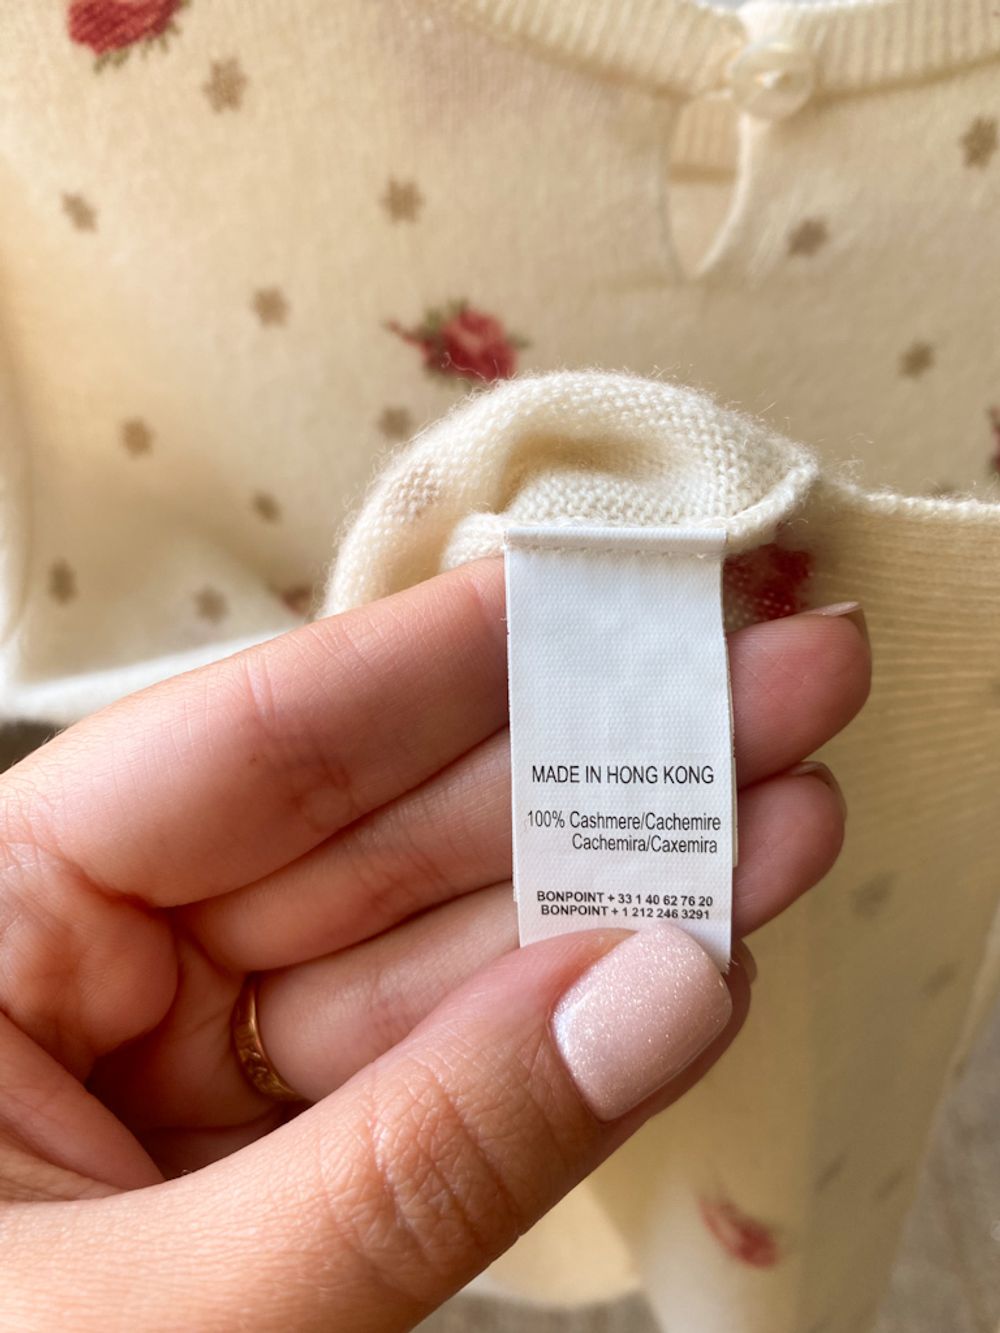 MADE IN HONG KONG
100% Cashmere/Cachemire
Cachemira/Caxemira
BONPOINT + 33 1 40 62 76 20
BONPOINT + 1 212 246 3291